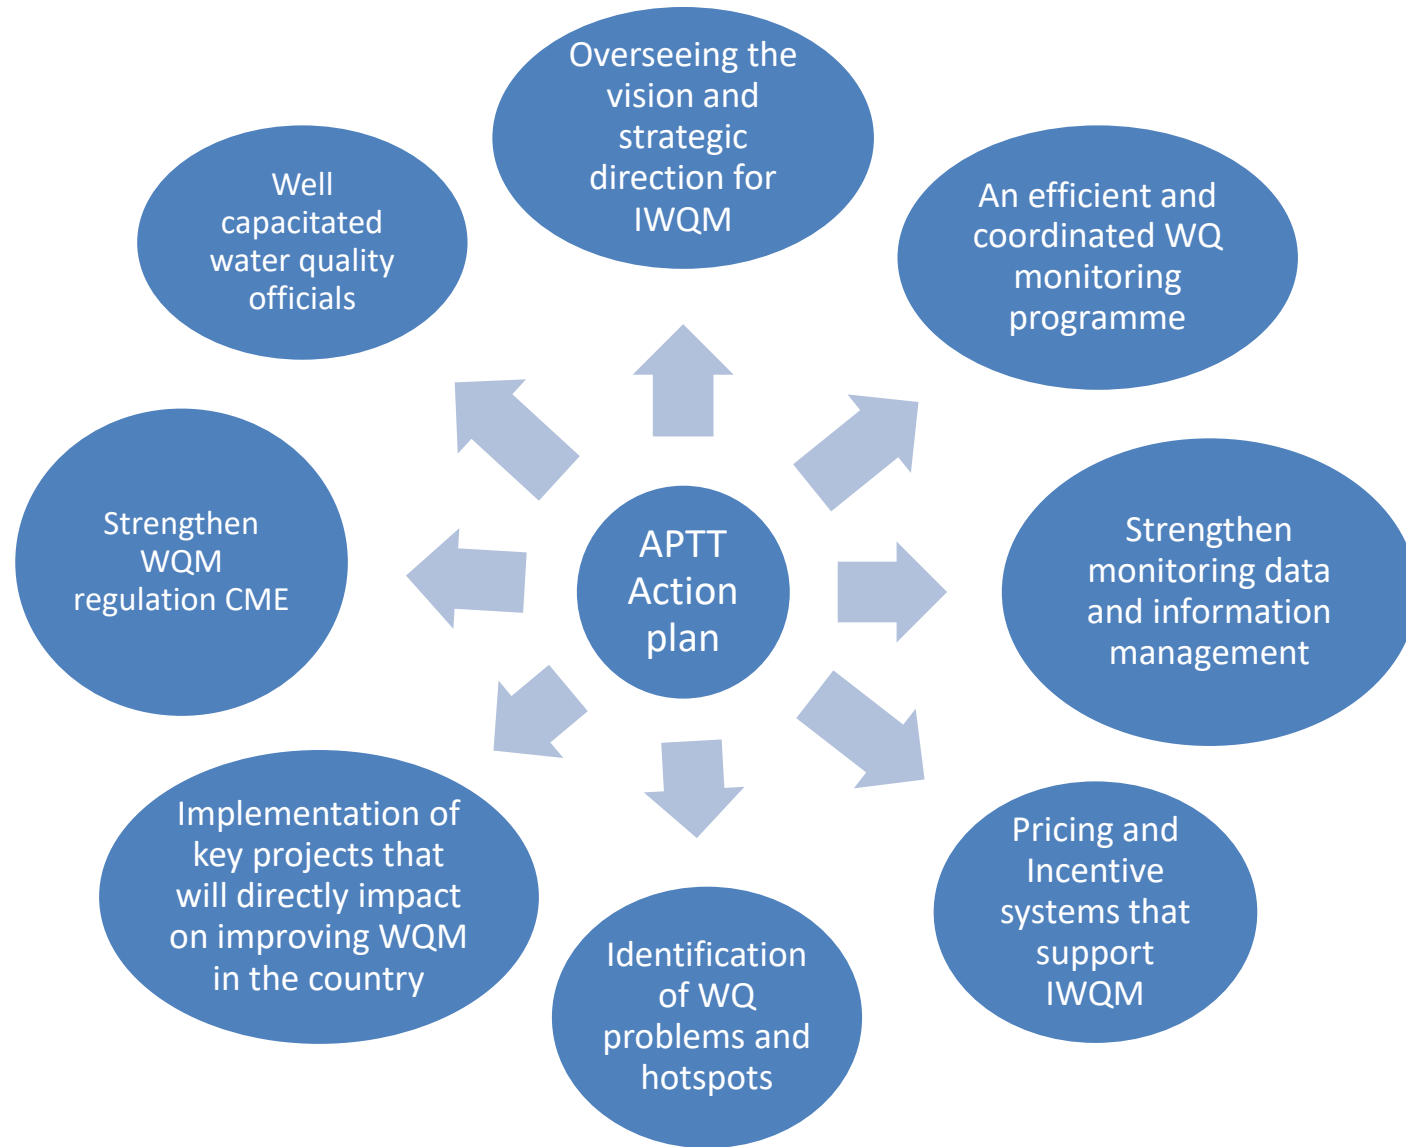 Overseeing the
vision and
strategic
direction for
IWQM
An efficient and
coordinated WQ
monitoring
programme
Strengthen
monitoring data
and information
management
Pricing and
Incentive
systems that
support
IWQM
Identification
of WQ
problems and
hotspots
Implementation of
key projects that
will directly impact
on improving WQM
in the country
Strengthen
WQM
regulation CME
Well
capacitated
water quality
officials
APTT
Action
plan